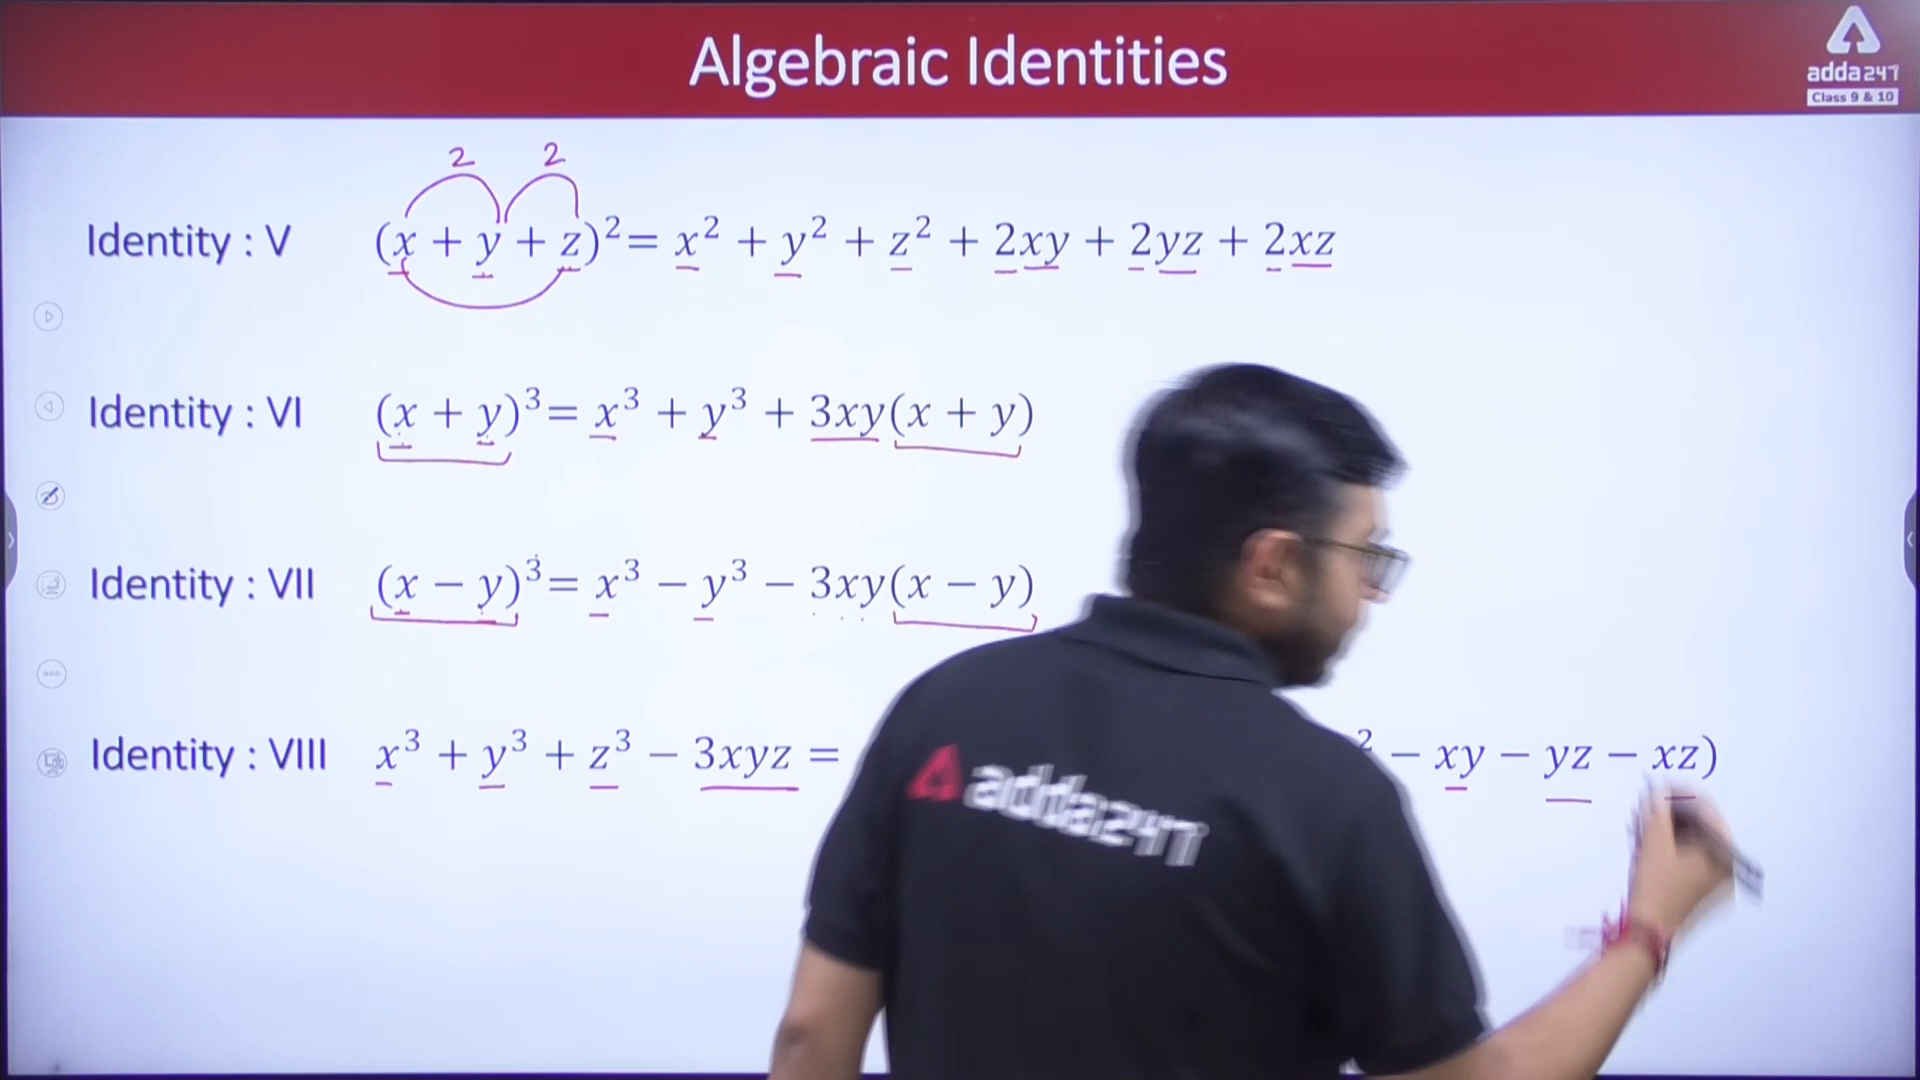 Algebraic Identities
adda247
Class 9 & 10
2 2
Identity : V (x + y + z)²= x² + y² + z² + 2xy + 2yz + 2xz
Identity : VI (x + y)³= x³ + y³ + 3xy(x + y)
Identity : VII (x − y)³= x³ − y³ − 3xy(x − y)
Identity : VIII x³ + y³ + z³ − 3xyz = ² − xy − yz − xz)
adda247